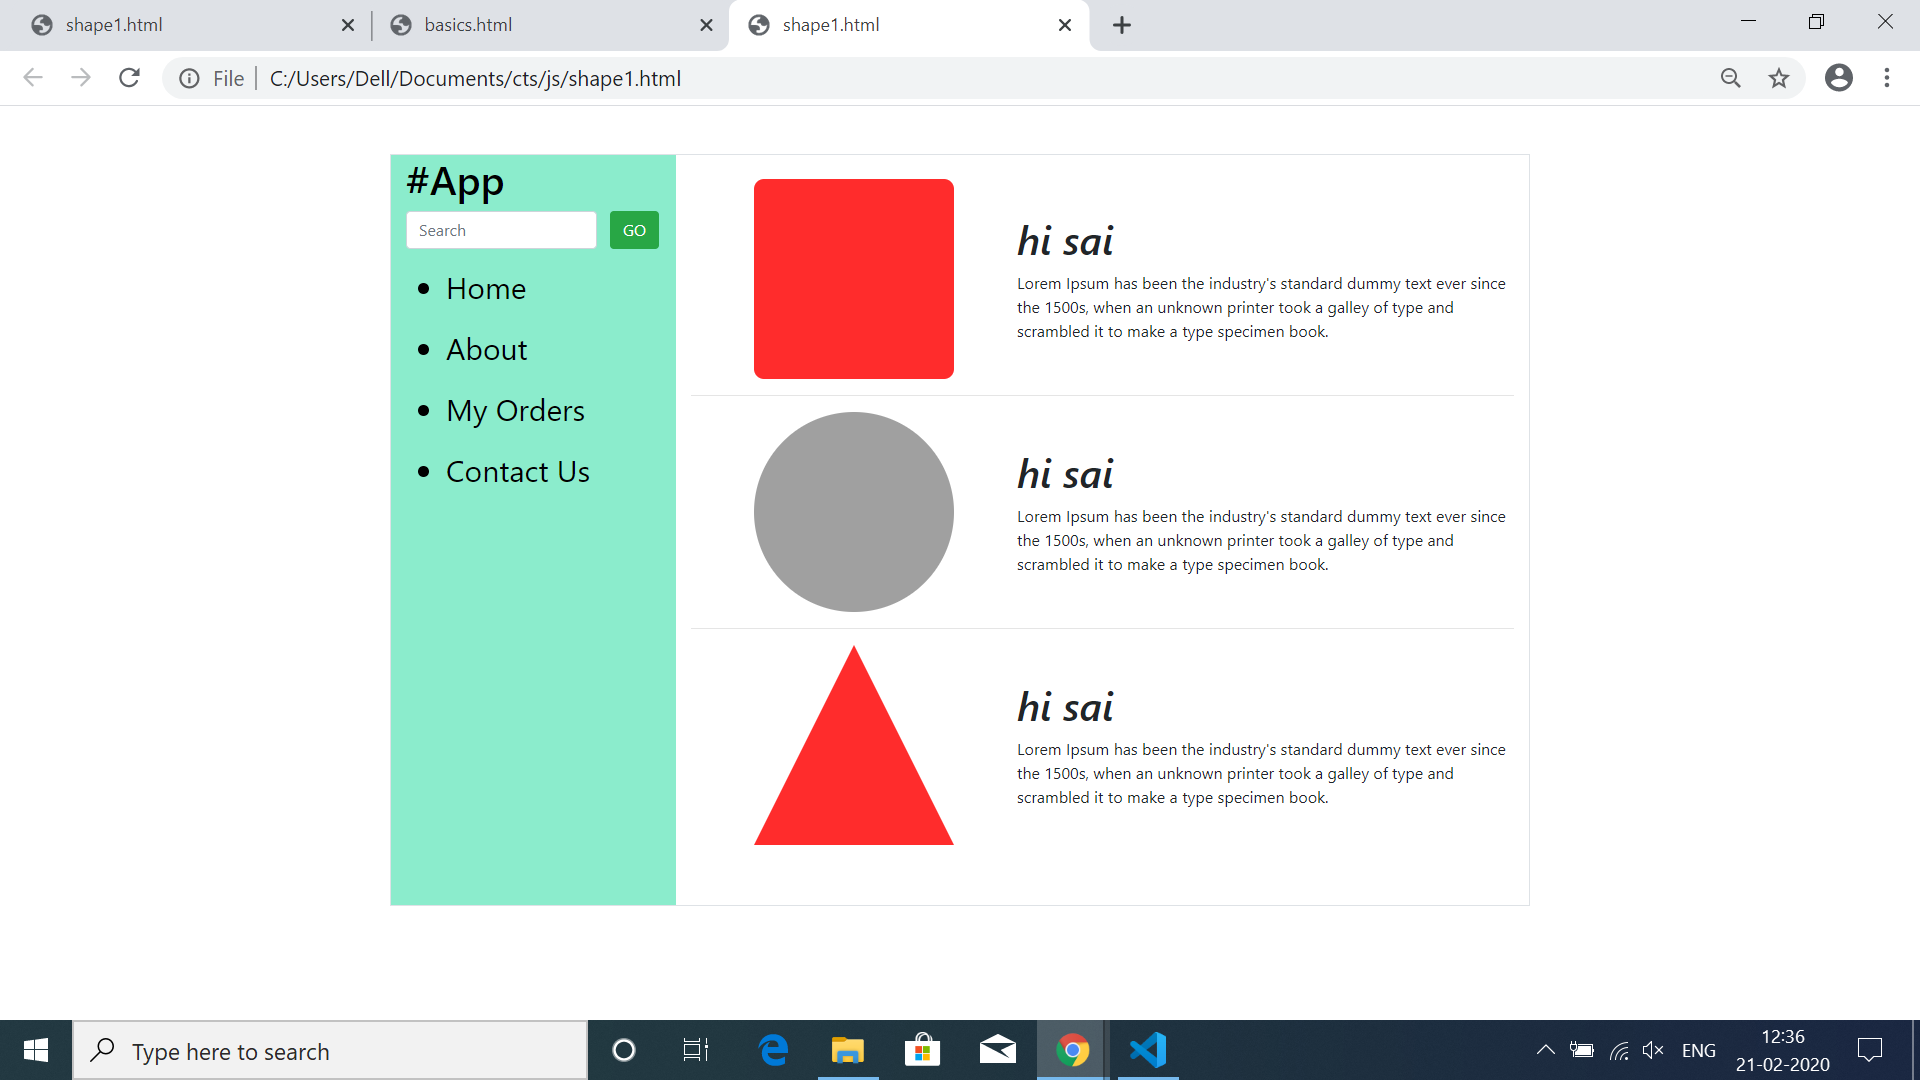 shape1.html
basics.html
shape1.html
File C:/Users/Dell/Documents/cts/js/shape1.html
#App
Search GO
Home
About
My Orders
Contact Us
hi sai
Lorem Ipsum has been the industry's standard dummy text ever since
the 1500s, when an unknown printer took a galley of type and
scrambled it to make a type specimen book.
hi sai
Lorem Ipsum has been the industry's standard dummy text ever since
the 1500s, when an unknown printer took a galley of type and
scrambled it to make a type specimen book.
hi sai
Lorem Ipsum has been the industry's standard dummy text ever since
the 1500s, when an unknown printer took a galley of type and
scrambled it to make a type specimen book.
Type here to search
ENG
12:36
21-02-2020